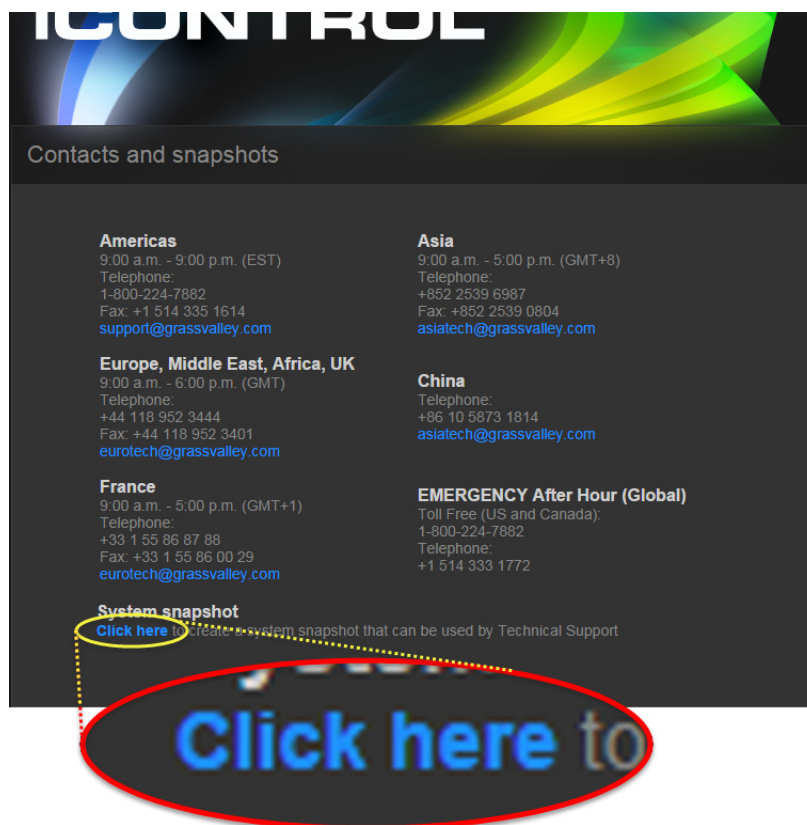 iCONTROL
Contacts and snapshots
Americas
9:00 a.m. - 9:00 p.m. (EST)
Telephone:
1-800-224-7882
Fax: +1 514 335 1614
support@grassvalley.com
Europe, Middle East, Africa, UK
9:00 a.m. - 6:00 p.m. (GMT)
Telephone:
+44 118 952 3444
Fax: +44 118 952 3401
eurotech@grassvalley.com
France
9:00 a.m. - 5:00 p.m. (GMT+1)
Telephone:
+33 1 55 86 87 88
Fax: +33 1 55 86 00 29
eurotech@grassvalley.com
Asia
9:00 a.m. - 5:00 p.m. (GMT+8)
Telephone:
+852 2539 6987
Fax: +852 2539 0804
asiatech@grassvalley.com
China
Telephone:
+86 10 5873 1814
asiatech@grassvalley.com
EMERGENCY After Hour (Global)
Toll Free (US and Canada):
1-800-224-7882
Telephone:
+1 514 333 1772
System snapshot
Click here to create a system snapshot that can be used by Technical Support
Click here to